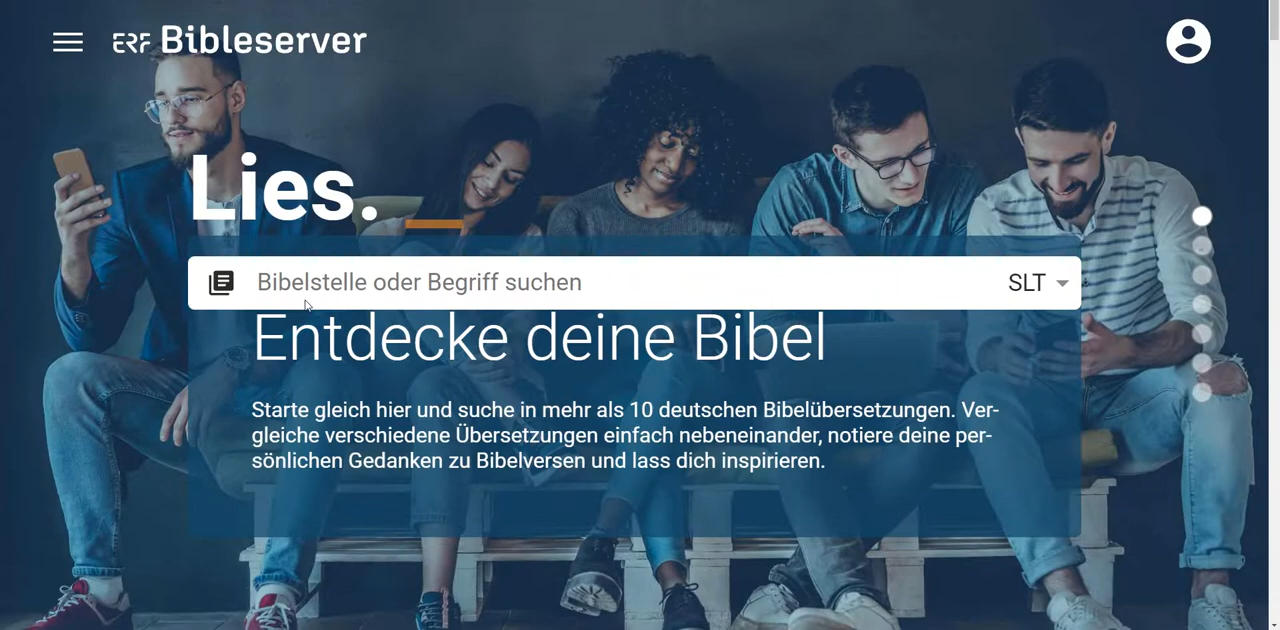 ERF Bibleserver
Lies.
Bibelstelle oder Begriff suchen
SLT
Entdecke deine Bibel
Starte gleich hier und suche in mehr als 10 deutschen Bibelübersetzungen. Ver-
gleiche verschiedene Übersetzungen einfach nebeneinander, notiere deine per-
sönlichen Gedanken zu Bibelversen und lass dich inspirieren.